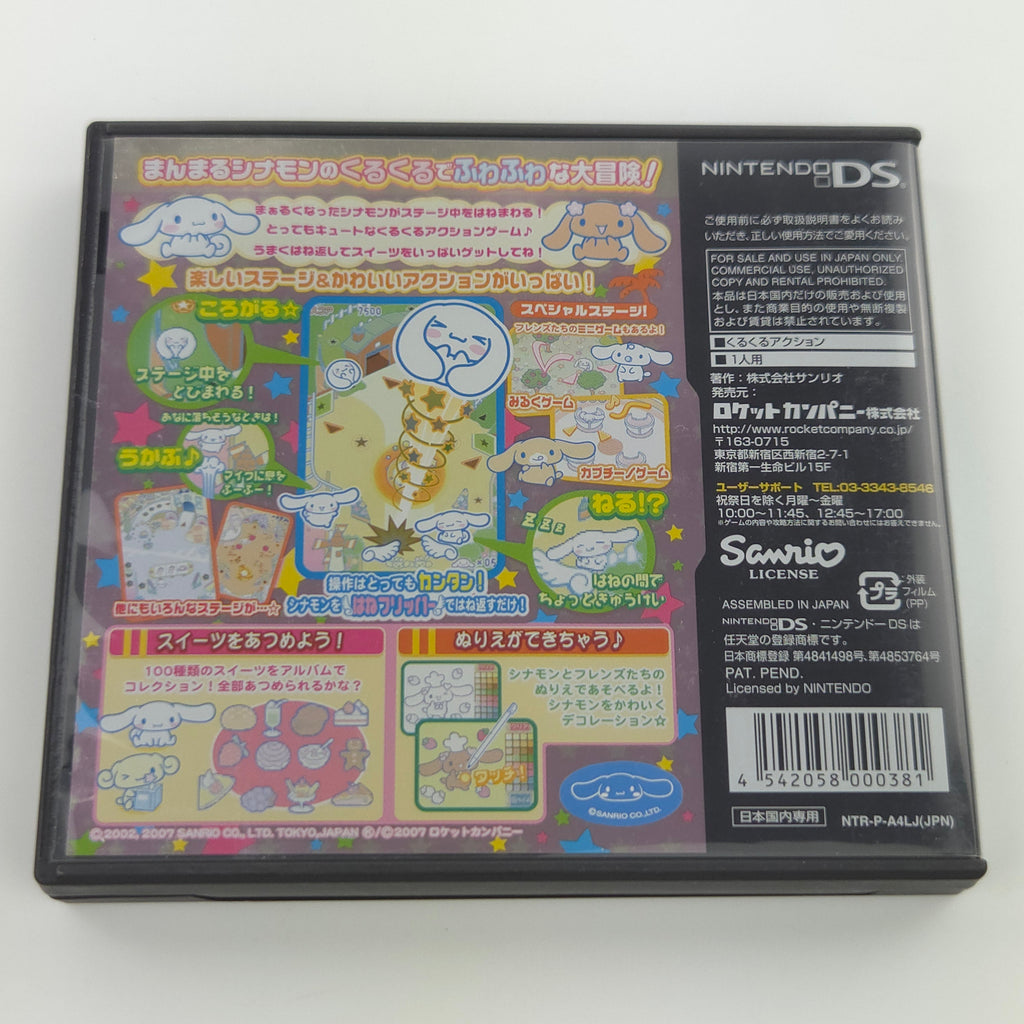 まんまるシナモンのくるくるでふわふわな大冒険!
まぁるくなったシナモンがステージ中をはねまわる!
とってもキュートなくるくるアクションゲーム♪
うまくはね返してスイーツをいっぱいゲットしてね!
楽しいステージ&かわいいアクションがいっぱい!
ころがる☆
ステージ中を
とびまわる!
あなに落ちそうなときは!
うかぶ♪
マイクに息を
ふーふー!
他にもいろんなステージが…☆
7500
操作はとってもカンタン!
シナモンをはねフリッパーではね返すだけ!
スペシャルステージ!
フレンズたちのミニゲームもあるよ!
みるくゲーム
カプチーノゲーム
ねる!?
ZZZ
はねの間で
ちょっときゅうけい
スイーツをあつめよう!
100種類のスイーツをアルバムで
コレクション!全部あつめられるかな?
ぬりえができちゃう♪
シナモンとフレンズたちの
ぬりえであそべるよ!
シナモンをかわいく
デコレーション☆
©SANRIO CO.,LTD.
©2002, 2007 SANRIO CO., LTD. TOKYO, JAPAN Ⓡ/©2007 ロケットカンパニー
NINTENDO DS
ご使用前に必ず取扱説明書をよくお読み
いただき、正しい使用方法でご愛用ください。
FOR SALE AND USE IN JAPAN ONLY.
COMMERCIAL USE, UNAUTHORIZED
COPY AND RENTAL PROHIBITED.
本品は日本国内だけの販売および使用
とし、また商業目的の使用や無断複製
および賃貸は禁止されています。
■くるくるアクション
■1人用
著作:株式会社サンリオ
発売元:
ロケットカンパニー株式会社
http://www.rocketcompany.co.jp/
〒163-0715
東京都新宿区西新宿2-7-1
新宿第一生命ビル15F
ユーザーサポート TEL:03-3343-8546
祝祭日を除く月曜~金曜
10:00~11:45、12:45~17:00
※ゲームの内容や攻略方法に関するお問い合わせにはお答えできません。
Sanrio
LICENSE
プラ
外装
フィルム
(PP)
ASSEMBLED IN JAPAN
NINTENDO DS・ニンテンドーDSは
任天堂の登録商標です。
日本商標登録 第4841498号、第4853764号
PAT. PEND.
Licensed by NINTENDO
4 542058 000381
日本国内専用
NTR-P-A4LJ(JPN)